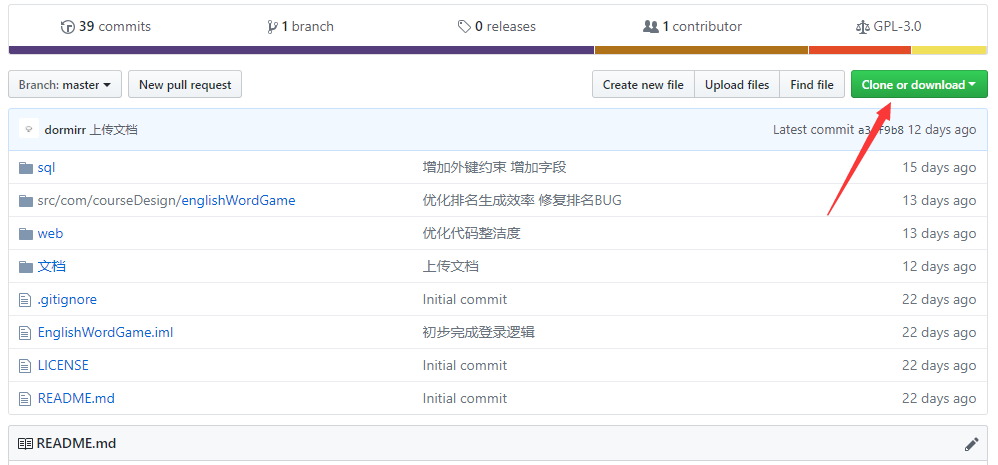 39 commits 1 branch 0 releases 1 contributor GPL-3.0
Branch: master New pull request Create new file Upload files Find file Clone or download
dormirr 上传文档 Latest commit 12 days ago
sql 增加外键约束 增加字段 15 days ago
src/com/courseDesign/englishWordGame 优化排名生成效率 修复排名BUG 13 days ago
web 优化代码整洁度 13 days ago
文档 上传文档 12 days ago
.gitignore Initial commit 22 days ago
EnglishWordGame.iml 初步完成登录逻辑 22 days ago
LICENSE Initial commit 22 days ago
README.md Initial commit 22 days ago
README.md